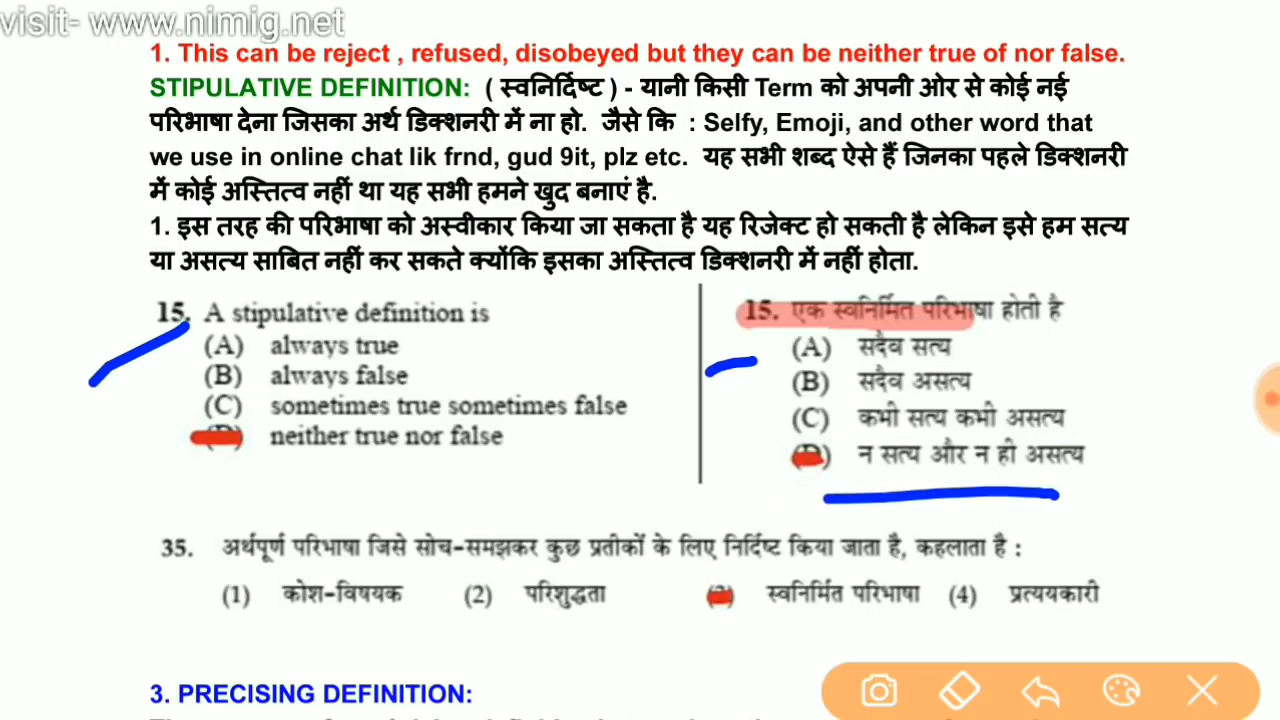 visit- www.nimig.net
1. This can be reject , refused, disobeyed but they can be neither true of nor false.
STIPULATIVE DEFINITION: ( स्वनिर्दिष्ट ) - यानी किसी Term को अपनी ओर से कोई नई
परिभाषा देना जिसका अर्थ डिक्शनरी में ना हो. जैसे कि : Selfy, Emoji, and other word that
we use in online chat lik frnd, gud 9it, plz etc. यह सभी शब्द ऐसे हैं जिनका पहले डिक्शनरी
में कोई अस्तित्व नहीं था यह सभी हमने खुद बनाएं है.
1. इस तरह की परिभाषा को अस्वीकार किया जा सकता है यह रिजेक्ट हो सकती है लेकिन इसे हम सत्य
या असत्य साबित नहीं कर सकते क्योंकि इसका अस्तित्व डिक्शनरी में नहीं होता.
15. A stipulative definition is
(A) always true
(B) always false
(C) sometimes true sometimes false
neither true nor false
15. एक स्वनिर्मित परिभाषा होती है
(A) सदैव सत्य
(B) सदैव असत्य
(C) कभी सत्य कभी असत्य
न सत्य और न ही असत्य
35. अर्थपूर्ण परिभाषा जिसे सोच-समझकर कुछ प्रतीकों के लिए निर्दिष्ट किया जाता है, कहलाता है :
(1) कोश-विषयक (2) परिशुद्धता स्वनिर्मित परिभाषा (4) प्रत्ययकारी
3. PRECISING DEFINITION: